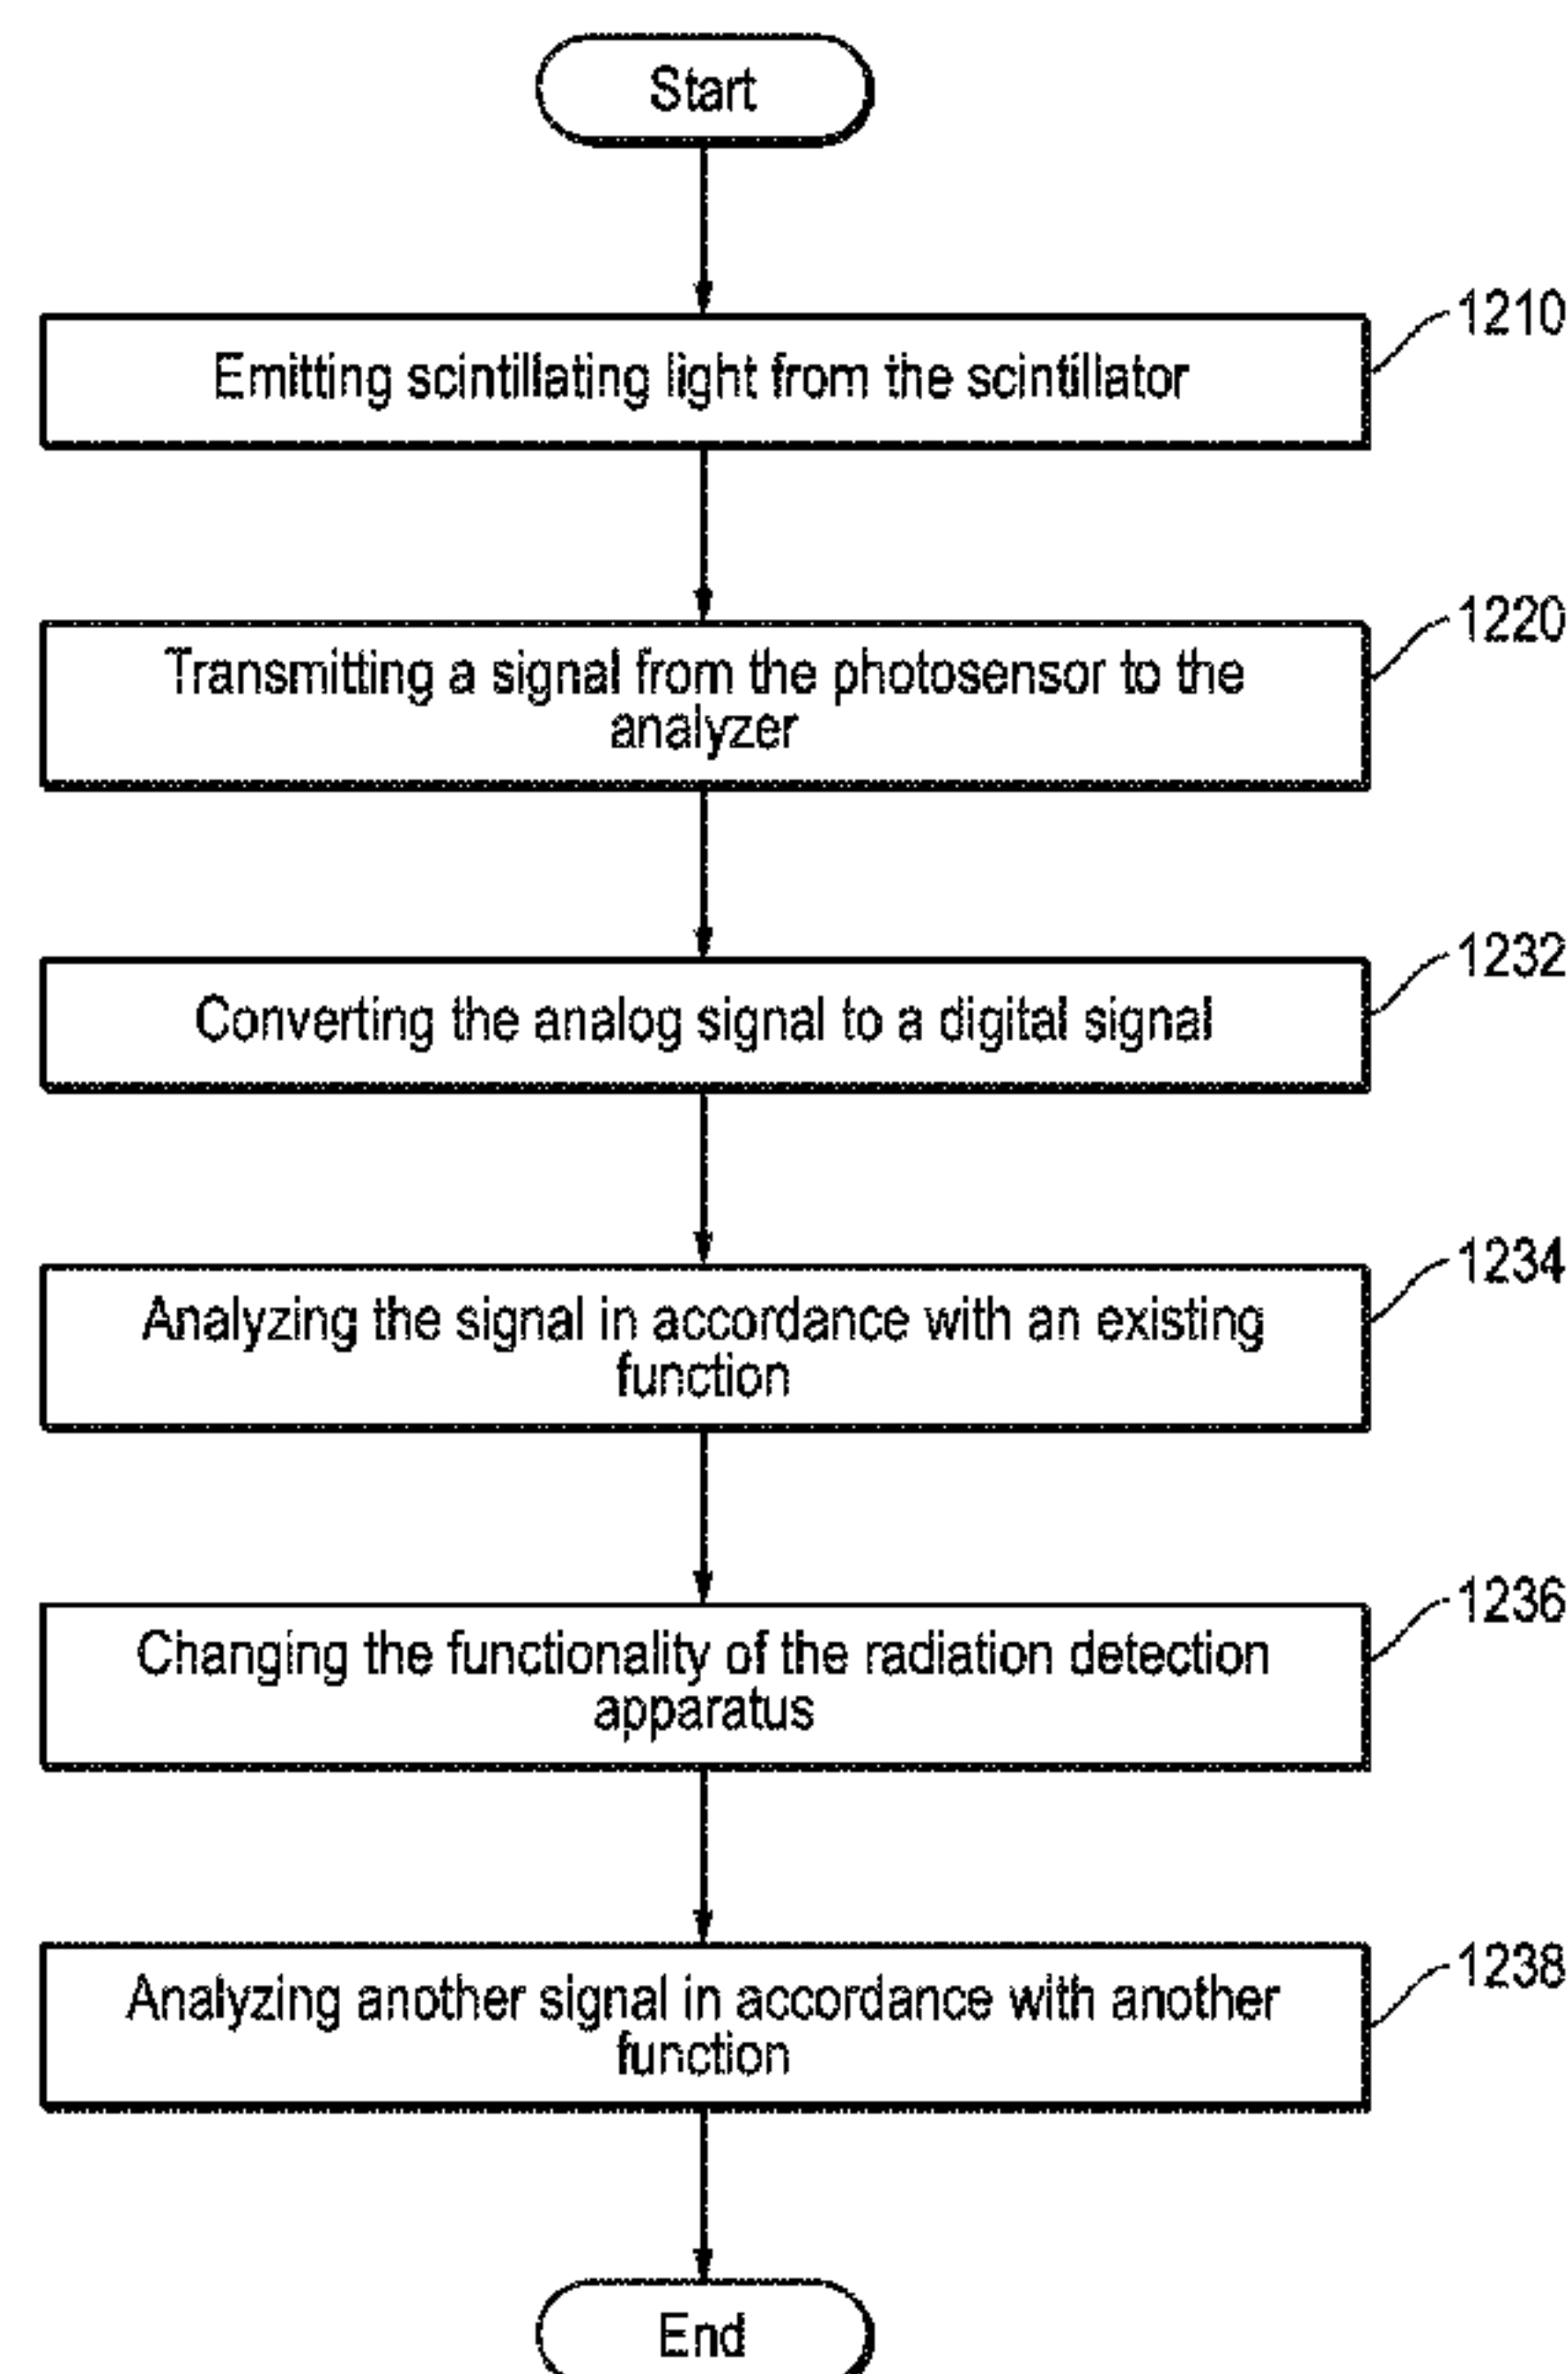 Start
1210
Emitting scintillating light from the scintillator
1220
Transmitting a signal from the photosensor to the
analyzer
1232
Converting the analog signal to a digital signal
1234
Analyzing the signal in accordance with an existing
function
1236
Changing the functionality of the radiation detection
apparatus
1238
Analyzing another signal in accordance with another
function
End